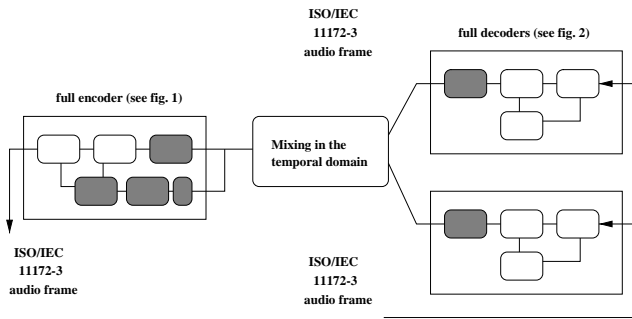 ISO/IEC
11172-3
audio frame
full decoders (see fig. 2)
full encoder (see fig. 1)
Mixing in the
temporal domain
ISO/IEC
11172-3
audio frame
ISO/IEC
11172-3
audio frame